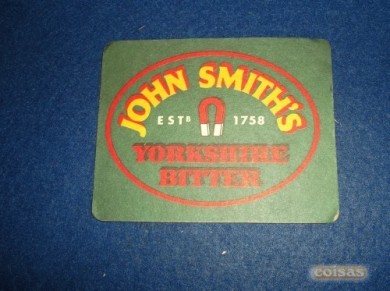 JOHN SMITH'S
ESTD 1758
YORKSHIRE
BITTER
coisas